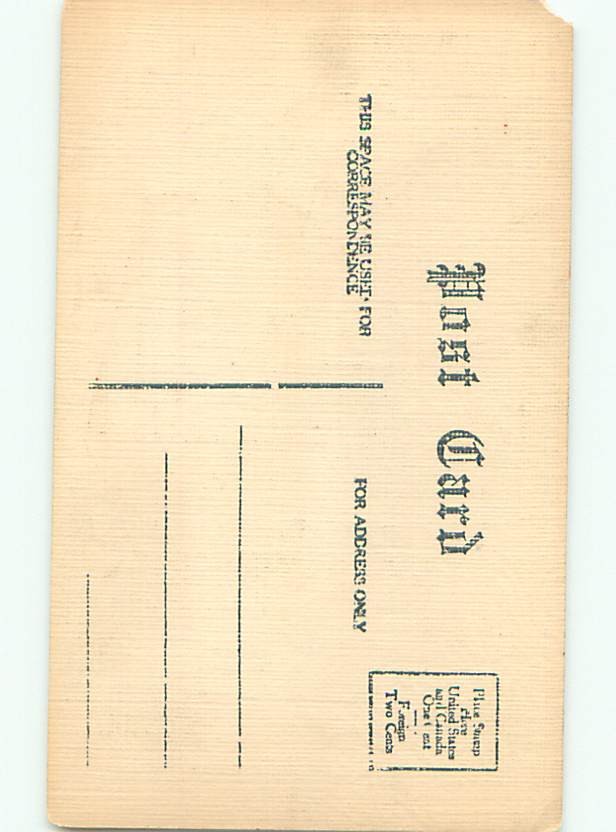 Post Card
THIS SPACE MAY BE USED FOR
CORRESPONDENCE
FOR ADDRESS ONLY
Place Stamp
Here
United States
and Canada
One Cent
Foreign
Two Cents